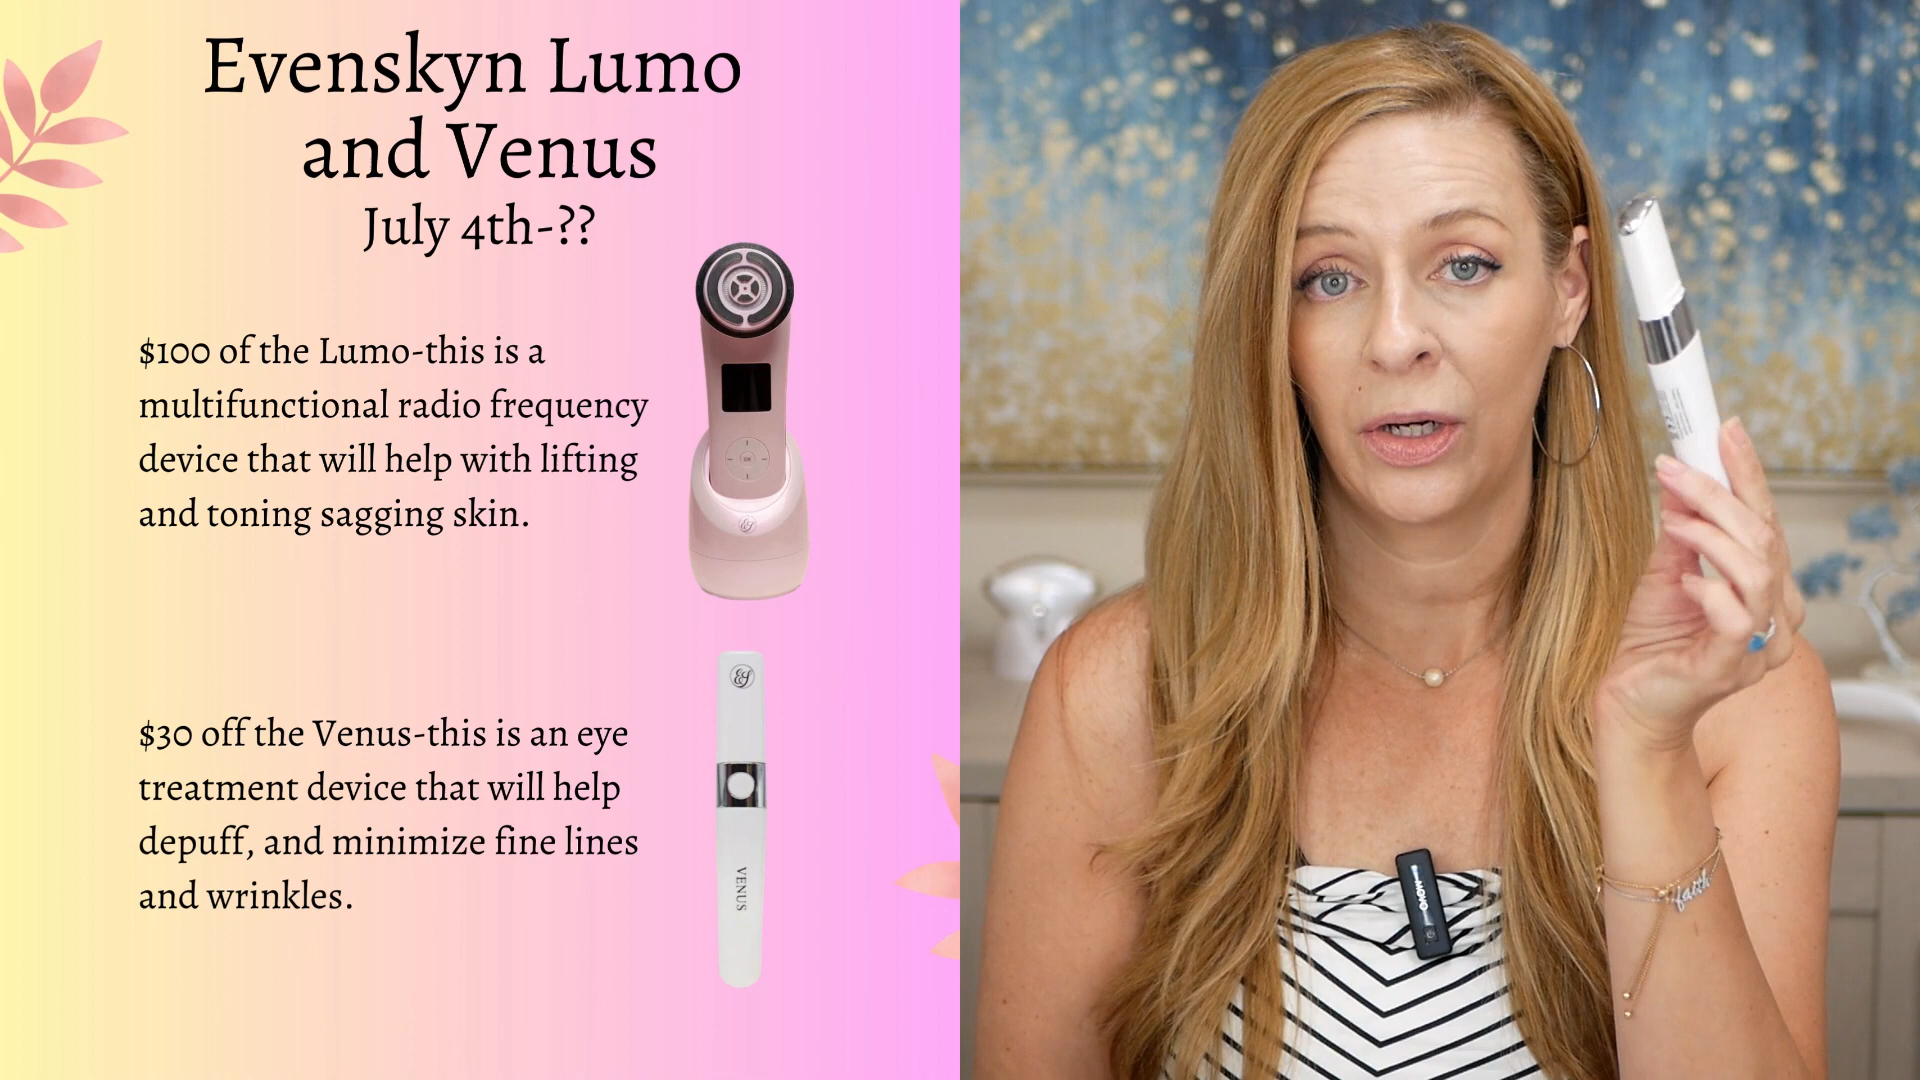 Evenskyn Lumo
and Venus
July 4th-??
$100 of the Lumo-this is a
multifunctional radio frequency
device that will help with lifting
and toning sagging skin.
$30 off the Venus-this is an eye
treatment device that will help
depuff, and minimize fine lines
and wrinkles.
VENUS
faith